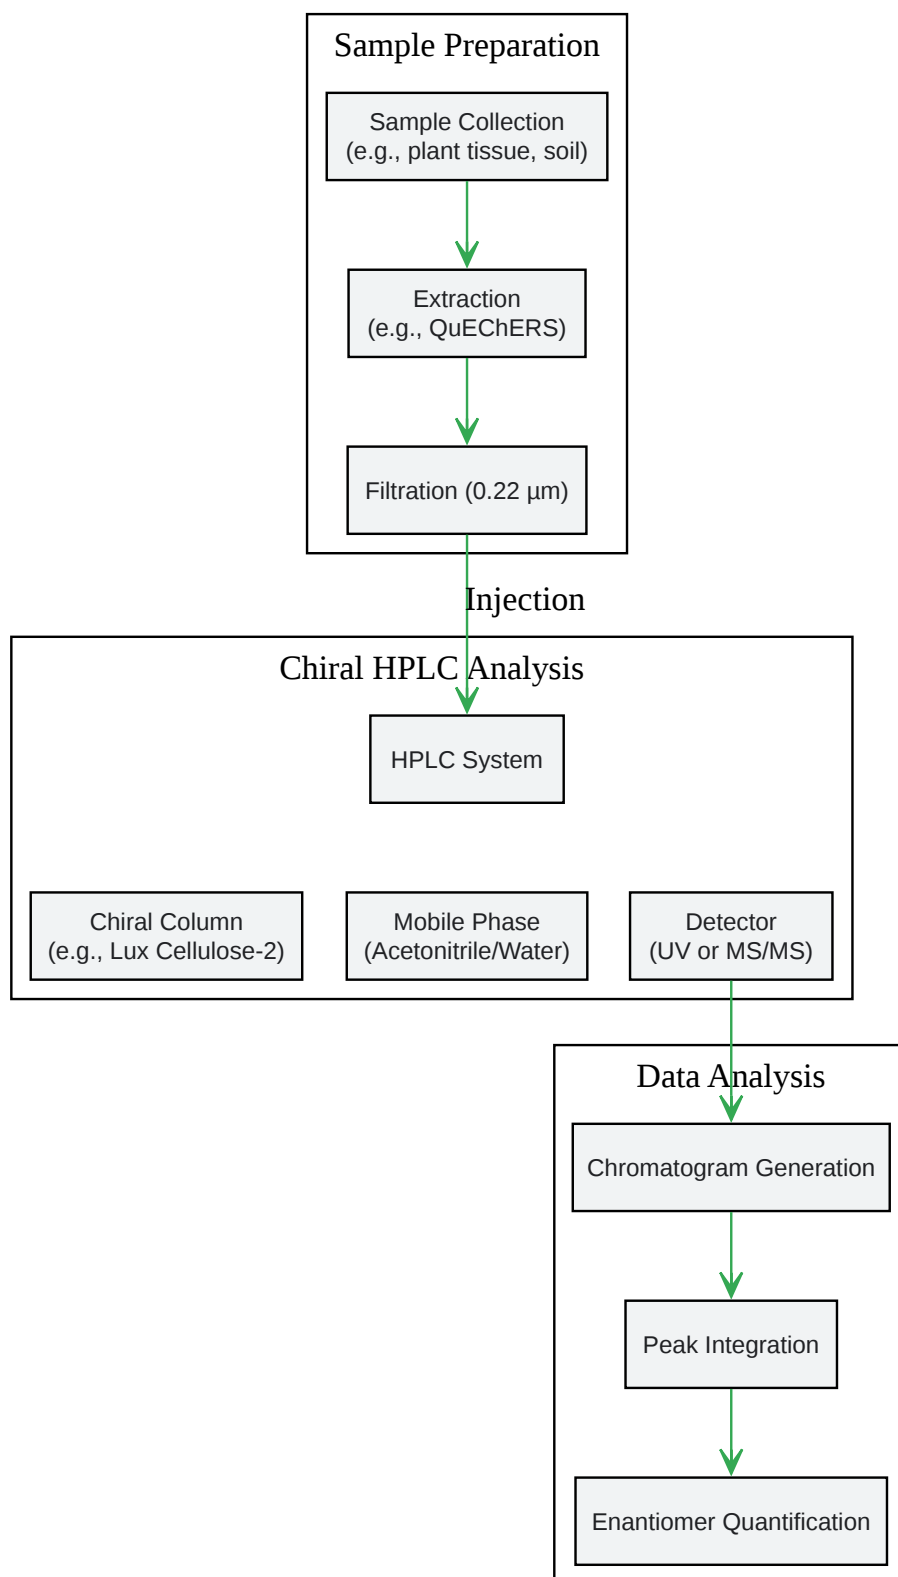 Sample Preparation
Sample Collection
(e.g., plant tissue, soil)
Extraction
(e.g., QuEChERS)
Filtration (0.22 µm)
Injection
Chiral HPLC Analysis
HPLC System
Chiral Column
(e.g., Lux Cellulose-2)
Mobile Phase
(Acetonitrile/Water)
Detector
(UV or MS/MS)
Data Analysis
Chromatogram Generation
Peak Integration
Enantiomer Quantification